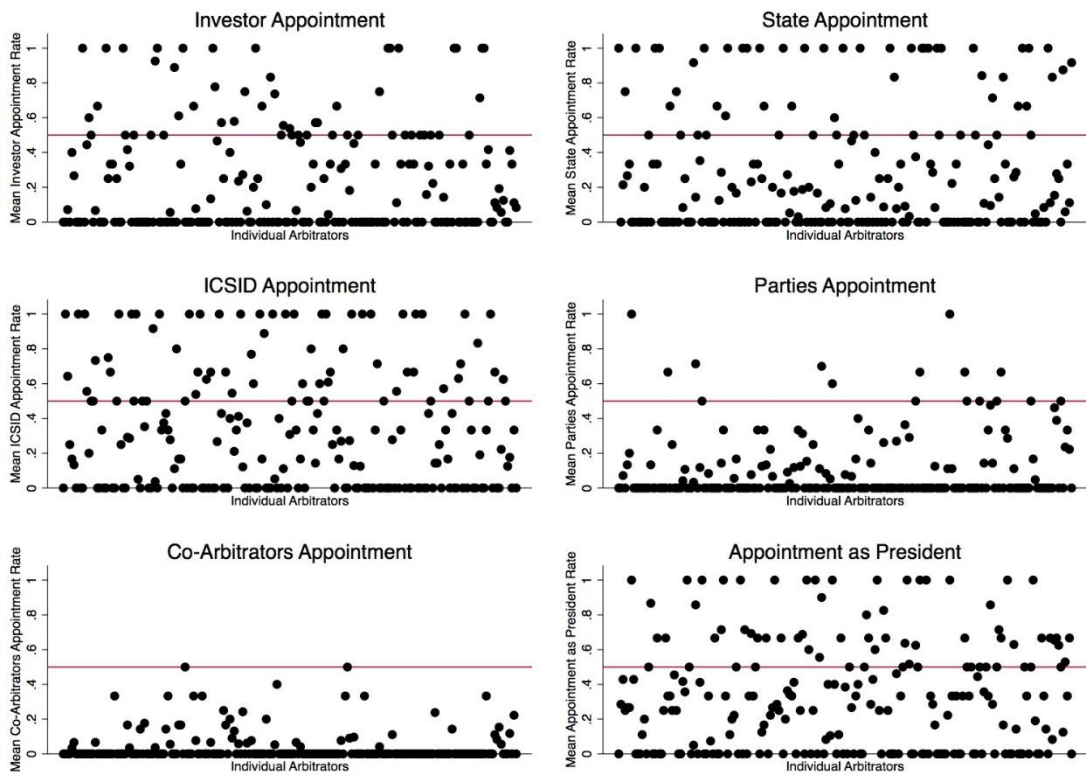 Investor Appointment
Mean Investor Appointment Rate
0 .2 .4 .6 .8 1
Individual Arbitrators
State Appointment
Mean State Appointment Rate
0 .2 .4 .6 .8 1
Individual Arbitrators
ICSID Appointment
Mean ICSID Appointment Rate
0 .2 .4 .6 .8 1
Individual Arbitrators
Parties Appointment
Mean Parties Appointment Rate
0 .2 .4 .6 .8 1
Individual Arbitrators
Co-Arbitrators Appointment
Mean Co-Arbitrators Appointment Rate
0 .2 .4 .6 .8 1
Individual Arbitrators
Appointment as President
Mean Appointment as President Rate
0 .2 .4 .6 .8 1
Individual Arbitrators